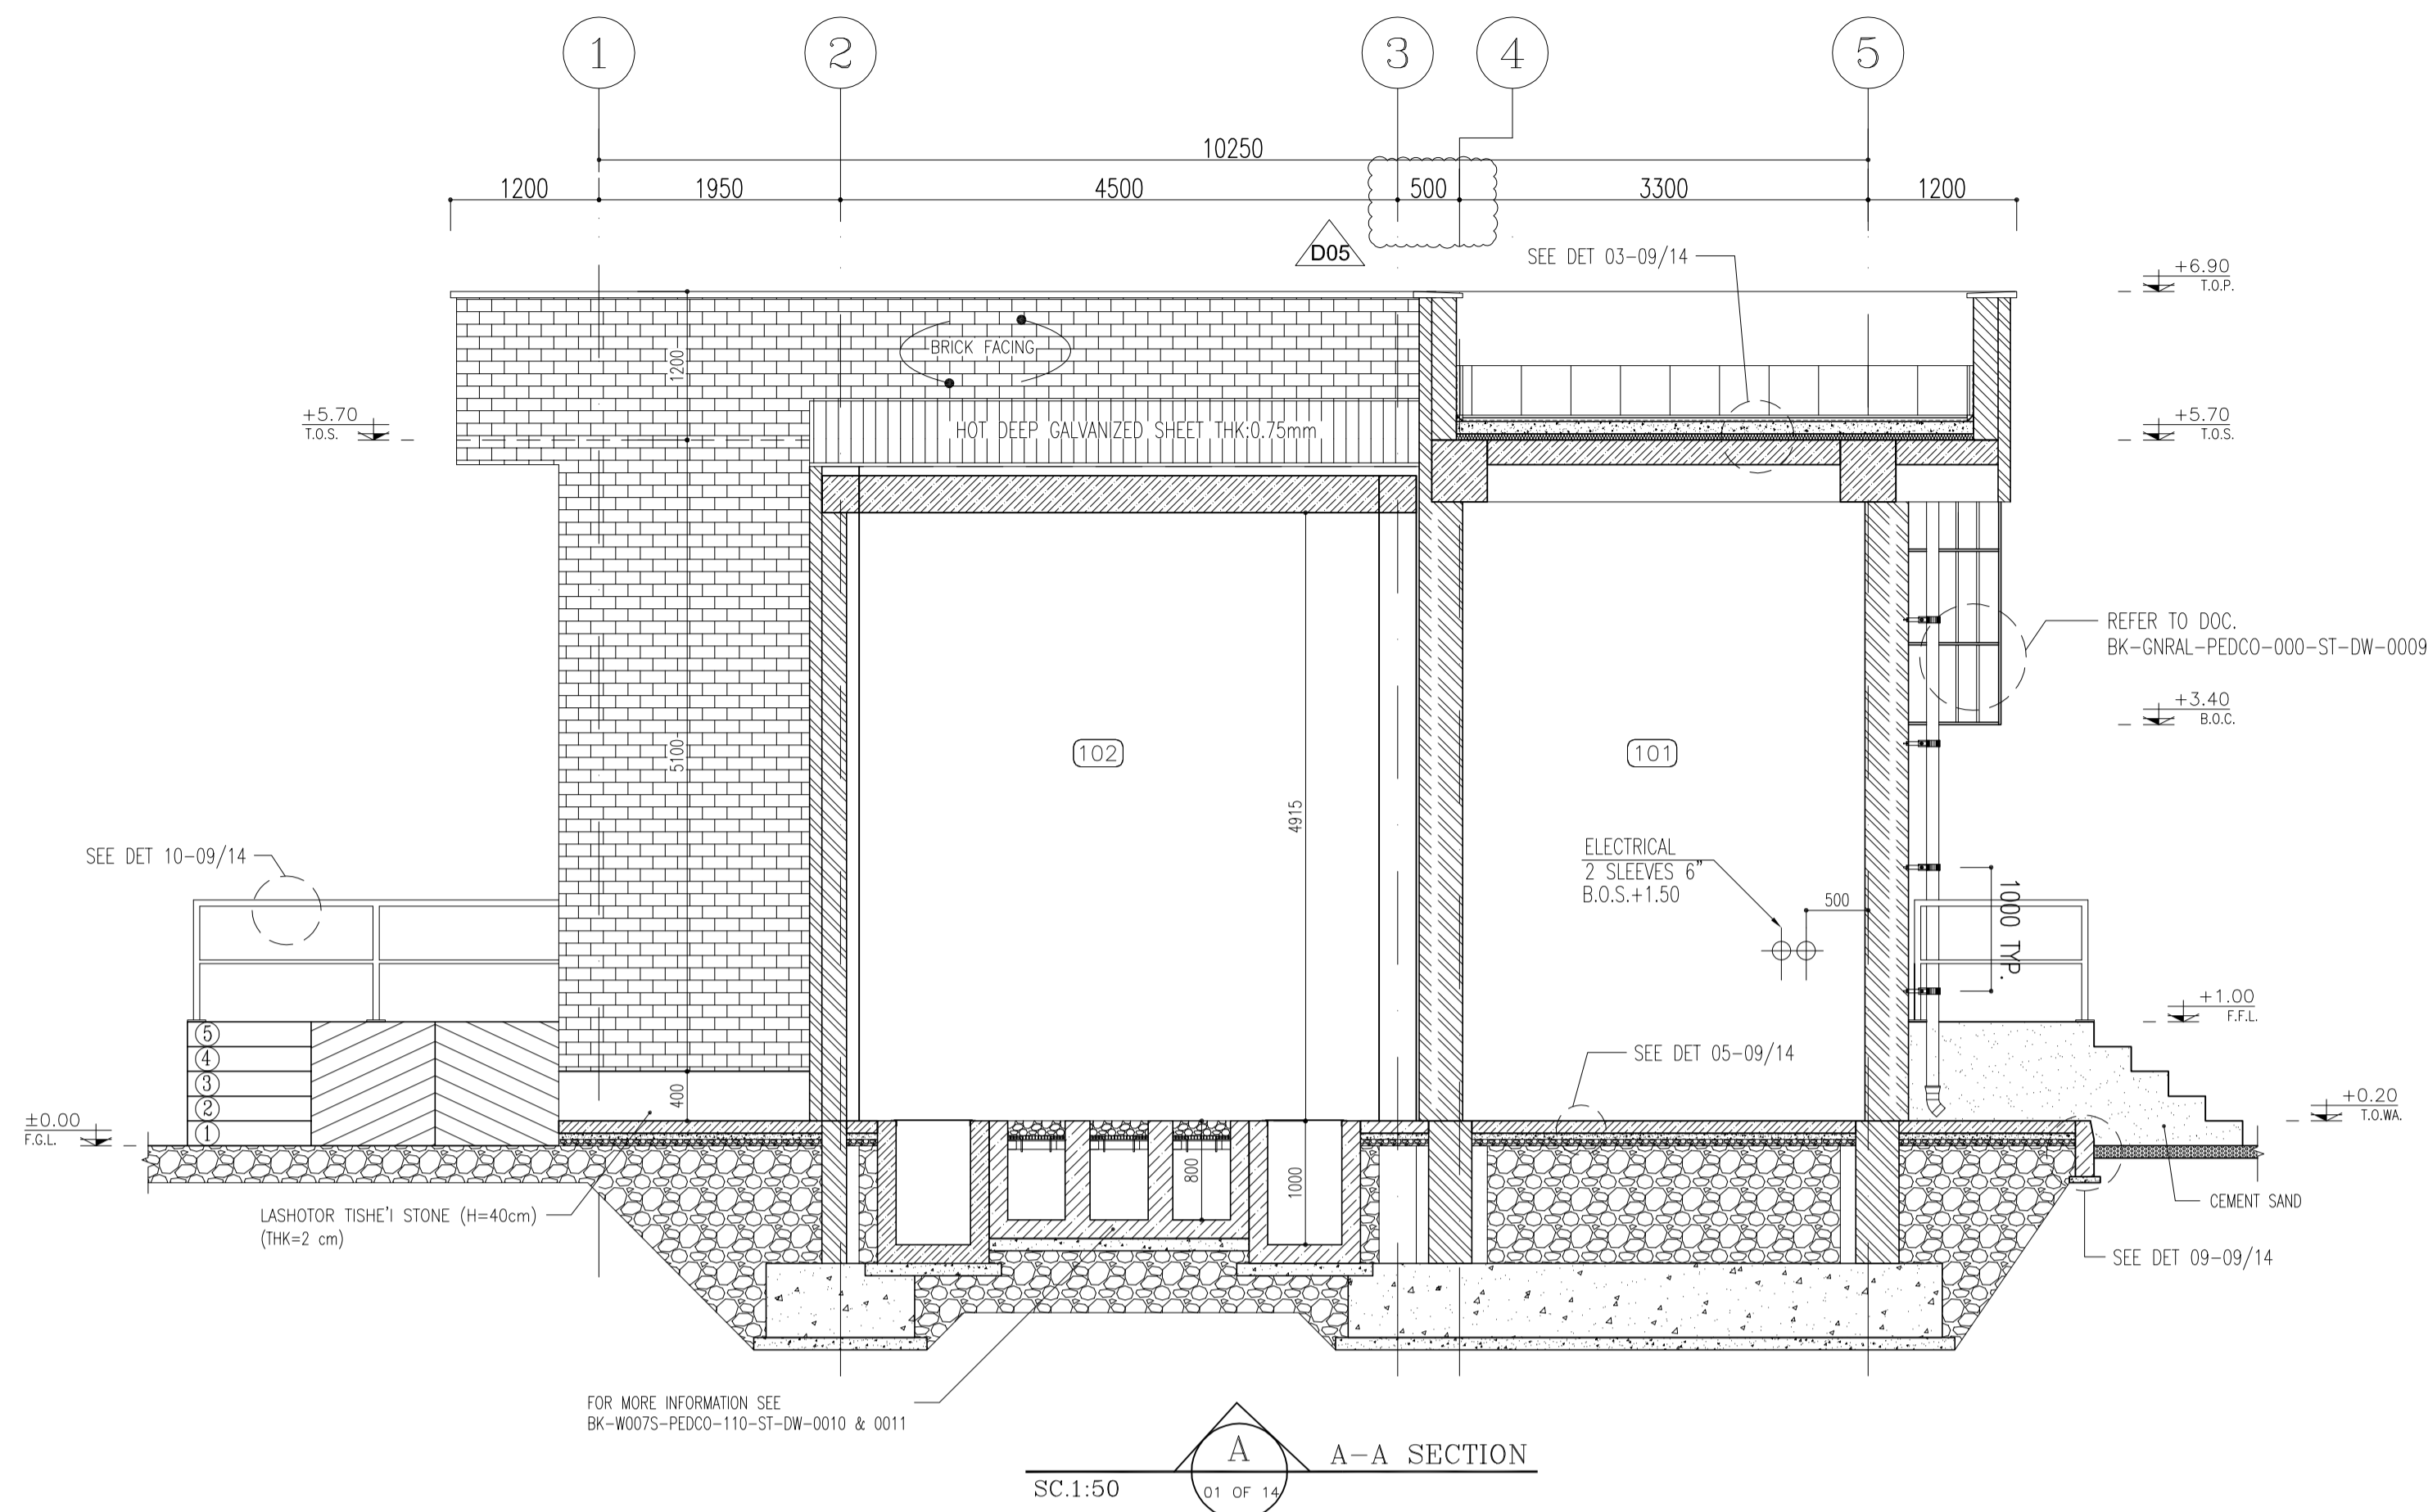 1
2
3
4
5
10250
1200
1950
4500
500
3300
1200
D05
SEE DET 03-09/14
+6.90
T.O.P.
BRICK FACING
1200
+5.70
T.O.S.
HOT DEEP GALVANIZED SHEET THK:0.75mm
+5.70
T.O.S.
REFER TO DOC.
BK-GNRAL-PEDCO-000-ST-DW-0009
+3.40
B.O.C.
102
101
5100
4915
SEE DET 10-09/14
ELECTRICAL
2 SLEEVES 6"
B.O.S.+1.50
500
1000 TYP.
+1.00
F.F.L.
5
4
3
2
1
SEE DET 05-09/14
400
±0.00
F.G.L.
+0.20
T.O.WA.
800
1000
LASHOTOR TISHE'I STONE (H=40cm)
(THK=2 cm)
CEMENT SAND
SEE DET 09-09/14
FOR MORE INFORMATION SEE
BK-W007S-PEDCO-110-ST-DW-0010 & 0011
A
A-A SECTION
SC.1:50
01 OF 14